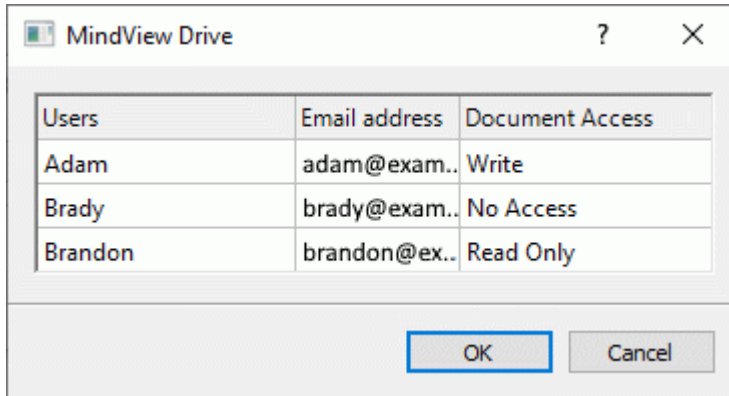 MindView Drive ?
Users Email address Document Access
Adam adam@exam.. Write
Brady brady@exam.. No Access
Brandon brandon@ex.. Read Only
OK Cancel